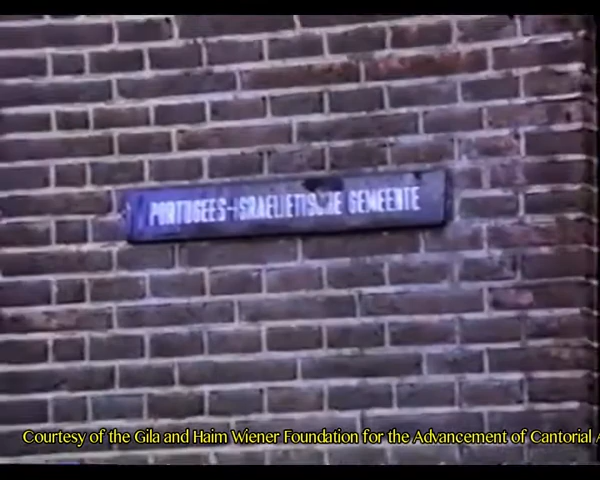 PORTUGEES-ISRAELIETISCHE GEMEENTE
Courtesy of the Gila and Haim Wiener Foundation for the Advancement of Cantorial